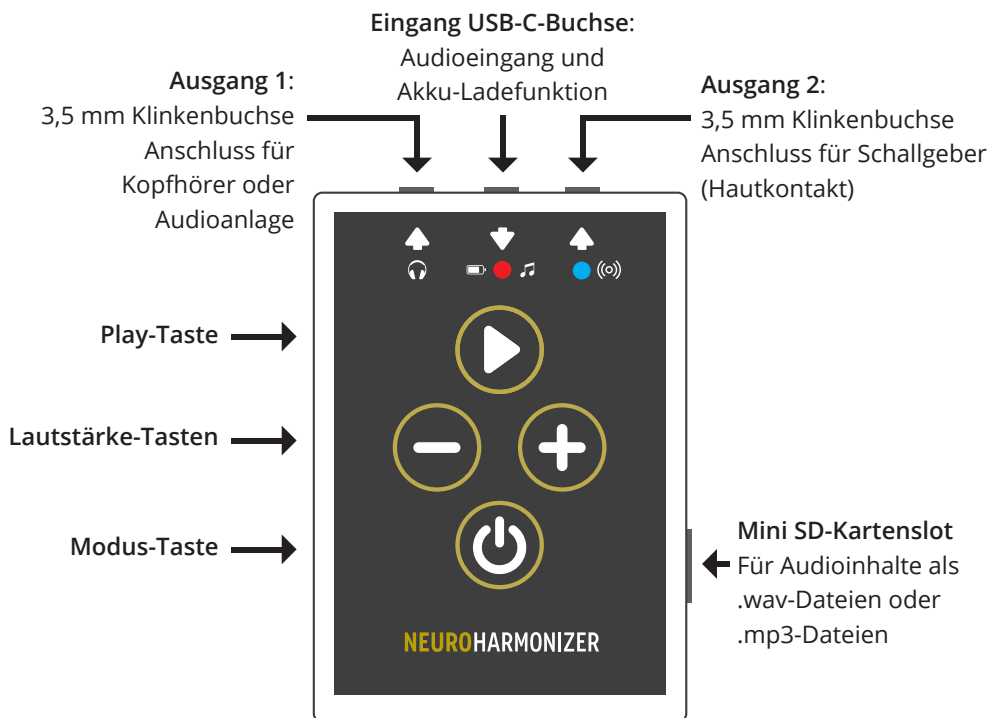 Eingang USB-C-Buchse:
Audioeingang und
Akku-Ladefunktion
Ausgang 1:
3,5 mm Klinkenbuchse
Anschluss für
Kopfhörer oder
Audioanlage
Ausgang 2:
3,5 mm Klinkenbuchse
Anschluss für Schallgeber
(Hautkontakt)
Play-Taste
Lautstärke-Tasten
Modus-Taste
Mini SD-Kartenslot
Für Audioinhalte als
.wav-Dateien oder
.mp3-Dateien
NEUROHARMONIZER